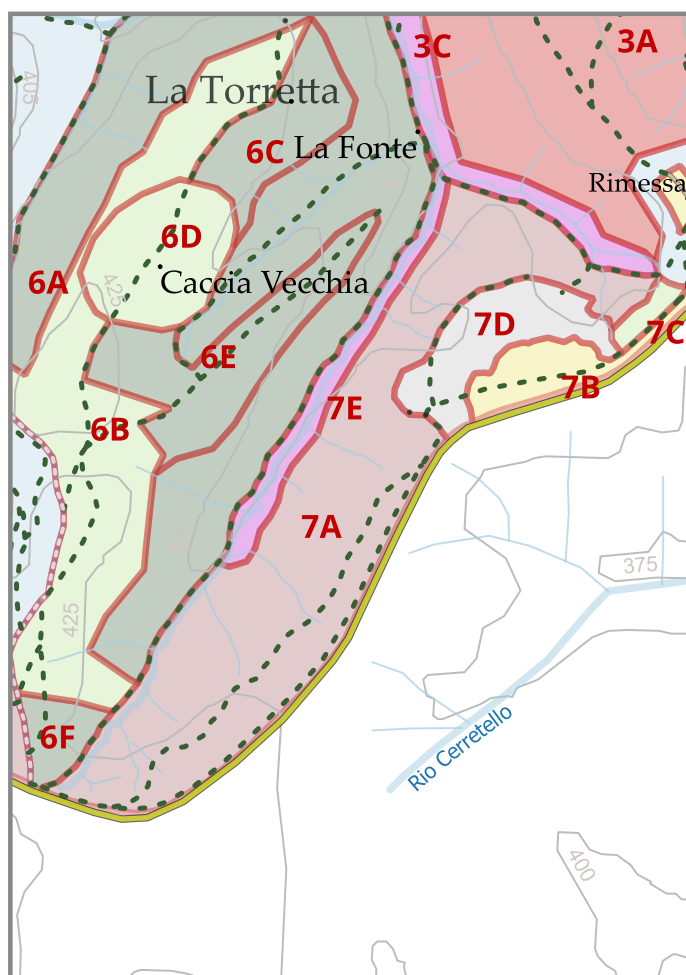 3C
3A
405
La Torretta
6C
La Fonte
Rimessa
6D
6A
Caccia Vecchia
425
7D
7C
6E
7B
7E
6B
7A
375
425
6F
Rio Cerretello
400